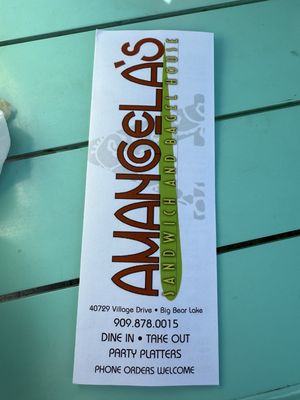 AMANGELA'S
SANDWICH AND BAGEL HOUSE
40729 Village Drive • Big Bear Lake
909.878.0015
DINE IN • TAKE OUT
PARTY PLATTERS
PHONE ORDERS WELCOME